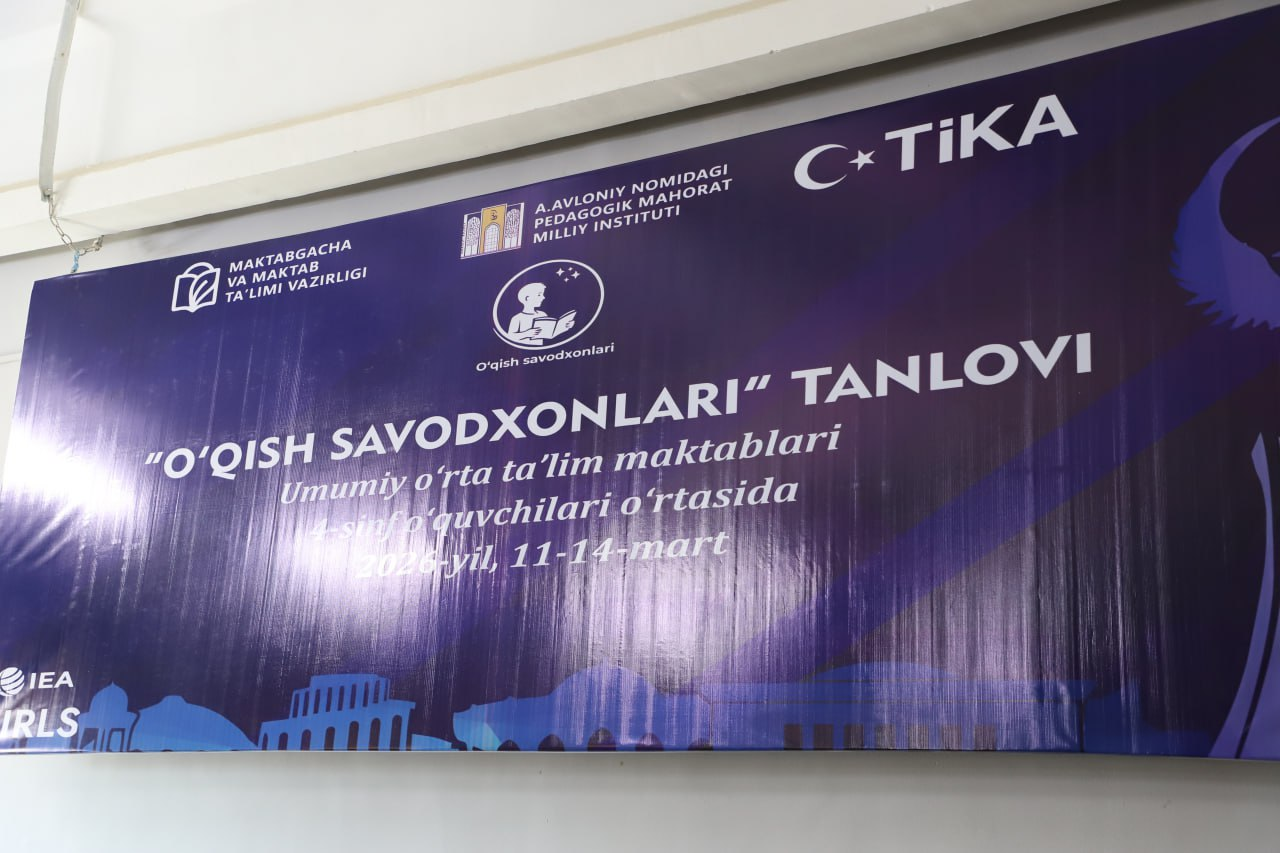 MAKTABGACHA
VA MAKTAB
TA'LIMI VAZIRLIGI
A.AVLONIY NOMIDAGI
PEDAGOGIK MAHORAT
MILLIY INSTITUTI
TiKA
O'qish savodxonlari
"O‘QISH SAVODXONLARI" TANLOVI
Umumiy o‘rta ta’lim maktablari
4-sinf o‘quvchilari o‘rtasida
2026-yil, 11-14-mart
IEA
IRLS